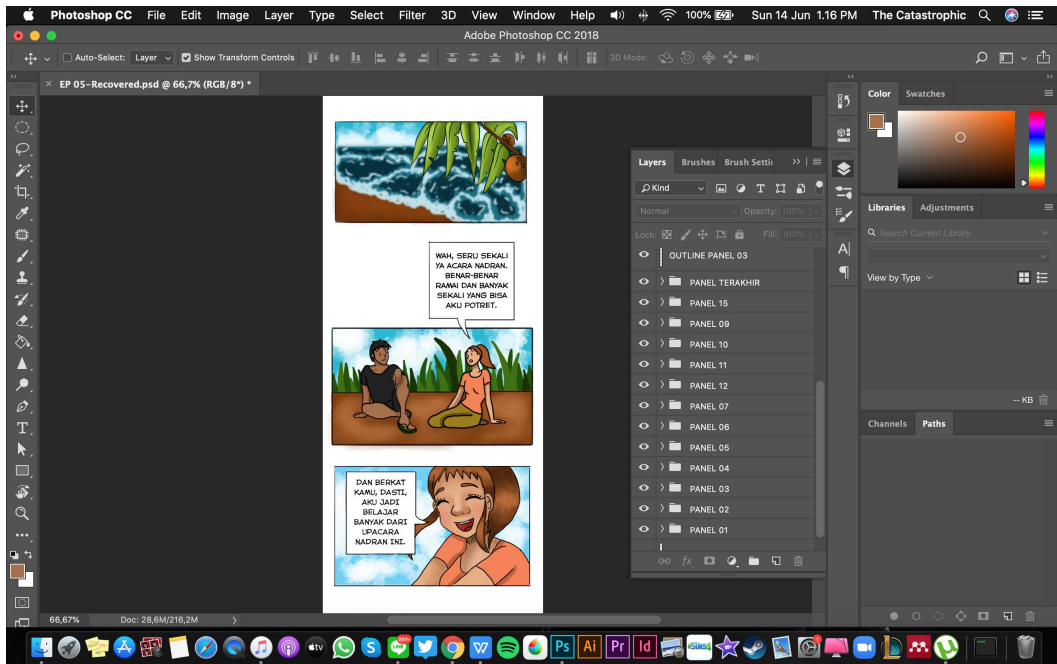 Photoshop CC File Edit Image Layer Type Select Filter 3D View Window Help 100% Sun 14 Jun 1.16 PM The Catastrophic
Adobe Photoshop CC 2018
Auto-Select: Layer Show Transform Controls 3D Mode:
EP 05-Recovered.psd @ 66,7% (RGB/8*) *
WAH, SERU SEKALI
YA ACARA NADRAN.
BENAR-BENAR
RAMAI DAN BANYAK
SEKALI YANG BISA
AKU POTRET.
DAN BERKAT
KAMU, DASTI,
AKU JADI
BELAJAR
BANYAK DARI
UPACARA
NADRAN INI.
Layers Brushes Brush Settin
Kind
Normal Opacity: 100%
Lock: Fill: 100%
OUTLINE PANEL 03
PANEL TERAKHIR
PANEL 15
PANEL 09
PANEL 10
PANEL 11
PANEL 12
PANEL 07
PANEL 06
PANEL 05
PANEL 04
PANEL 03
PANEL 02
PANEL 01
fx
Color Swatches
Libraries Adjustments
Search Current Library
View by Type
-- KB
Channels Paths
66,67% Doc: 28,6M/216,2M
tv S LINE W Ps Ai Pr Id SIMS4